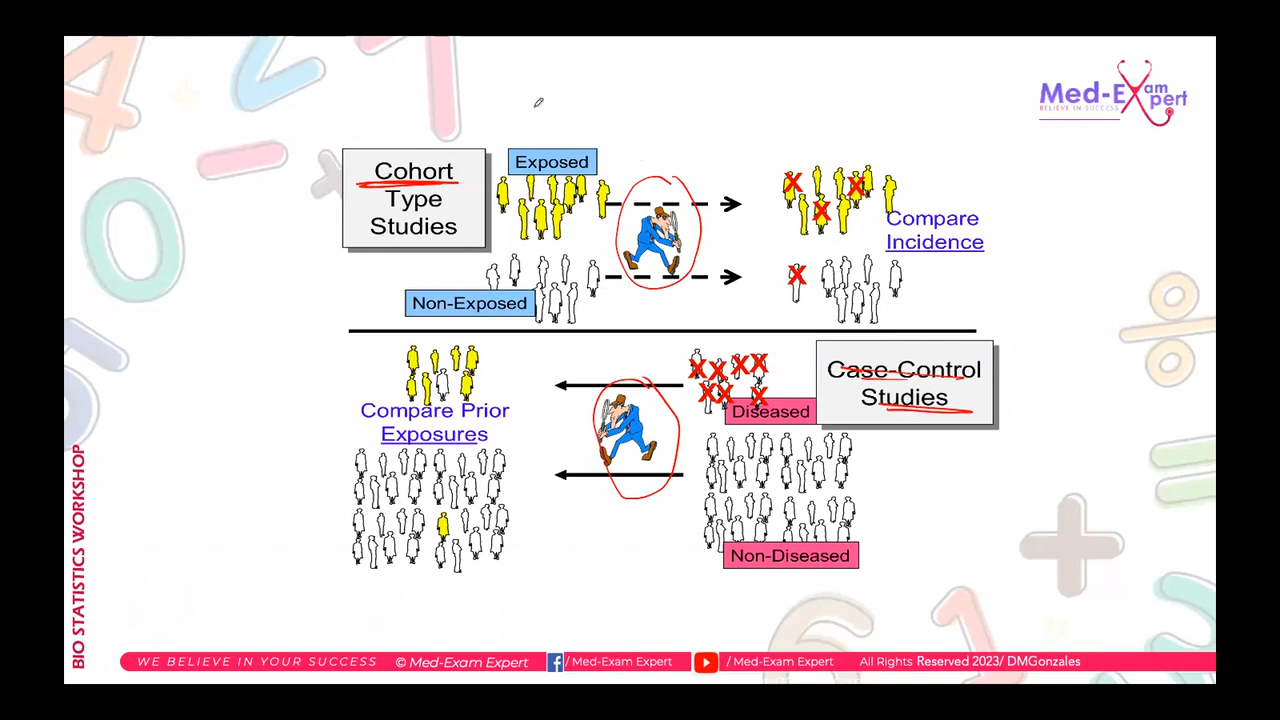 Med-Exam
Expert
BELIEVE IN SUCCESS
Exposed
Cohort
Type
Studies
Compare
Incidence
Non-Exposed
Case-Control
Studies
Diseased
Compare Prior
Exposures
Non-Diseased
BIO STATISTICS WORKSHOP
WE BELIEVE IN YOUR SUCCESS © Med-Exam Expert / Med-Exam Expert / Med-Exam Expert All Rights Reserved 2023/ DMGonzales